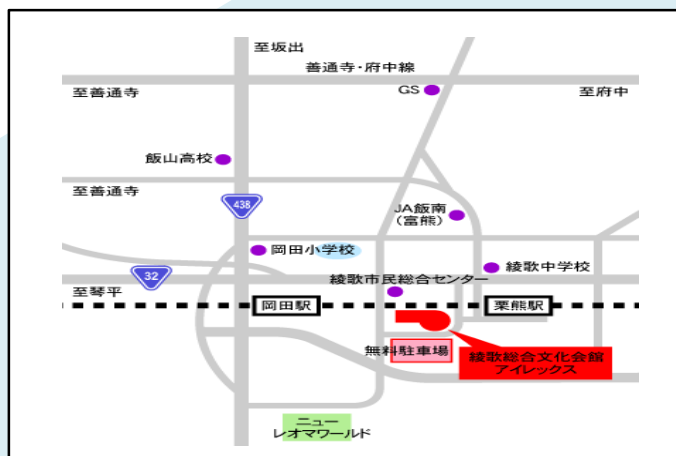 至坂出
善通寺・府中線
至善通寺
GS
至府中
飯山高校
至善通寺
438
JA飯南
(富熊)
岡田小学校
綾歌中学校
32
綾歌市民総合センター
至琴平
岡田駅
栗熊駅
無料駐車場
綾歌総合文化会館
アイレックス
ニュー
レオマワールド